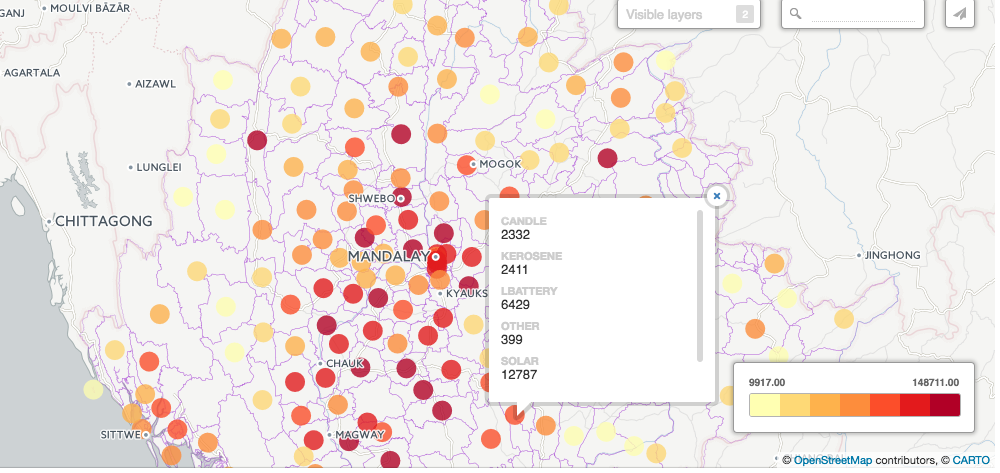 GANJ
MOULVI BĀZĀR
Visible layers
2
AGARTALA
AIZAWL
LUNGLEI
MOGOK
SHWEBO
CHITTAGONG
MANDALAY
JINGHONG
KYAUKS
CANDLE
2332
KEROSENE
2411
LBATTERY
6429
OTHER
399
SOLAR
12787
CHAUK
9917.00
148711.00
SITTWE
MAGWAY
© OpenStreetMap contributors, © CARTO